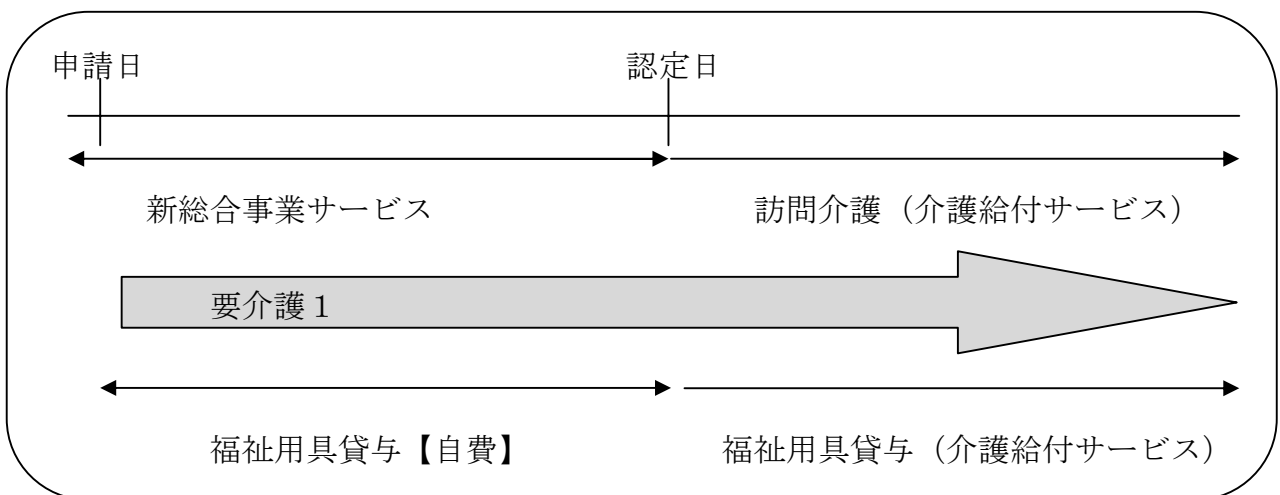 申請日 認定日
新総合事業サービス 訪問介護（介護給付サービス）
要介護１
福祉用具貸与【自費】 福祉用具貸与（介護給付サービス）